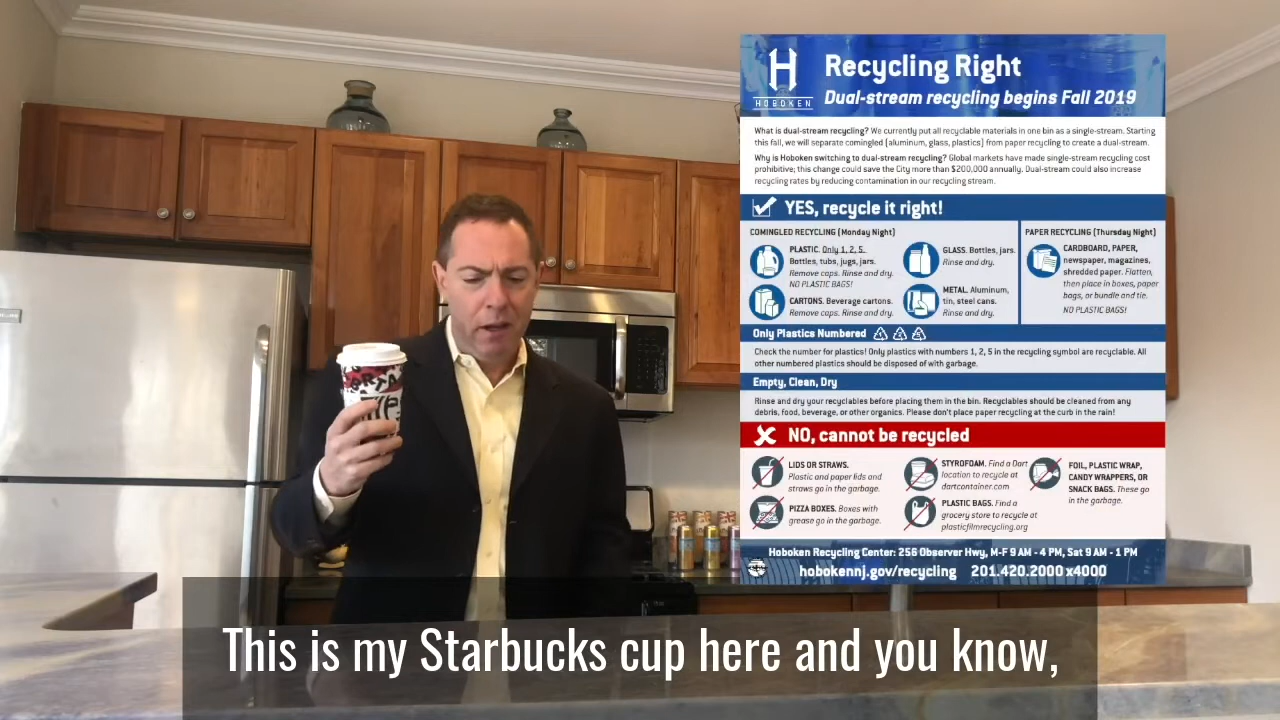 H
HOBOKEN
Recycling Right
Dual-stream recycling begins Fall 2019
What is dual-stream recycling? We currently put all recyclable materials in one bin as a single-stream. Starting
this fall, we will separate comingled (aluminum, glass, plastics) from paper recycling to create a dual-stream.
Why is Hoboken switching to dual-stream recycling? Global markets have made single-stream recycling cost
prohibitive; this change could save the City more than $200,000 annually. Dual-stream could also increase
recycling rates by reducing contamination in our recycling stream.
YES, recycle it right!
COMINGLED RECYCLING (Monday Night)
PLASTIC. Only 1, 2, 5.
Bottles, tubs, jugs, jars.
Remove caps. Rinse and dry.
NO PLASTIC BAGS!
CARTONS. Beverage cartons.
Remove caps. Rinse and dry.
GLASS. Bottles, jars.
Rinse and dry.
METAL. Aluminum,
tin, steel cans.
Rinse and dry.
PAPER RECYCLING (Thursday Night)
CARDBOARD, PAPER,
newspaper, magazines,
shredded paper. Flatten,
then place in boxes, paper
bags, or bundle and tie.
NO PLASTIC BAGS!
Only Plastics Numbered
Check the number for plastics! Only plastics with numbers 1, 2, 5 in the recycling symbol are recyclable. All
other numbered plastics should be disposed of with garbage.
Empty, Clean, Dry
Rinse and dry your recyclables before placing them in the bin. Recyclables should be cleaned from any
debris, food, beverage, or other organics. Please don't place paper recycling at the curb in the rain!
NO, cannot be recycled
LIDS OR STRAWS.
Plastic and paper lids and
straws go in the garbage.
PIZZA BOXES. Boxes with
grease go in the garbage.
STYROFOAM. Find a Dart
location to recycle at
dartcontainer.com
PLASTIC BAGS. Find a
grocery store to recycle at
plasticfilmrecycling.org
FOIL, PLASTIC WRAP,
CANDY WRAPPERS, OR
SNACK BAGS. These go
in the garbage.
Hoboken Recycling Center: 256 Observer Hwy, M-F 9 AM - 4 PM, Sat 9 AM - 1 PM
hobokennj.gov/recycling 201.420.2000 x4000
This is my Starbucks cup here and you know,